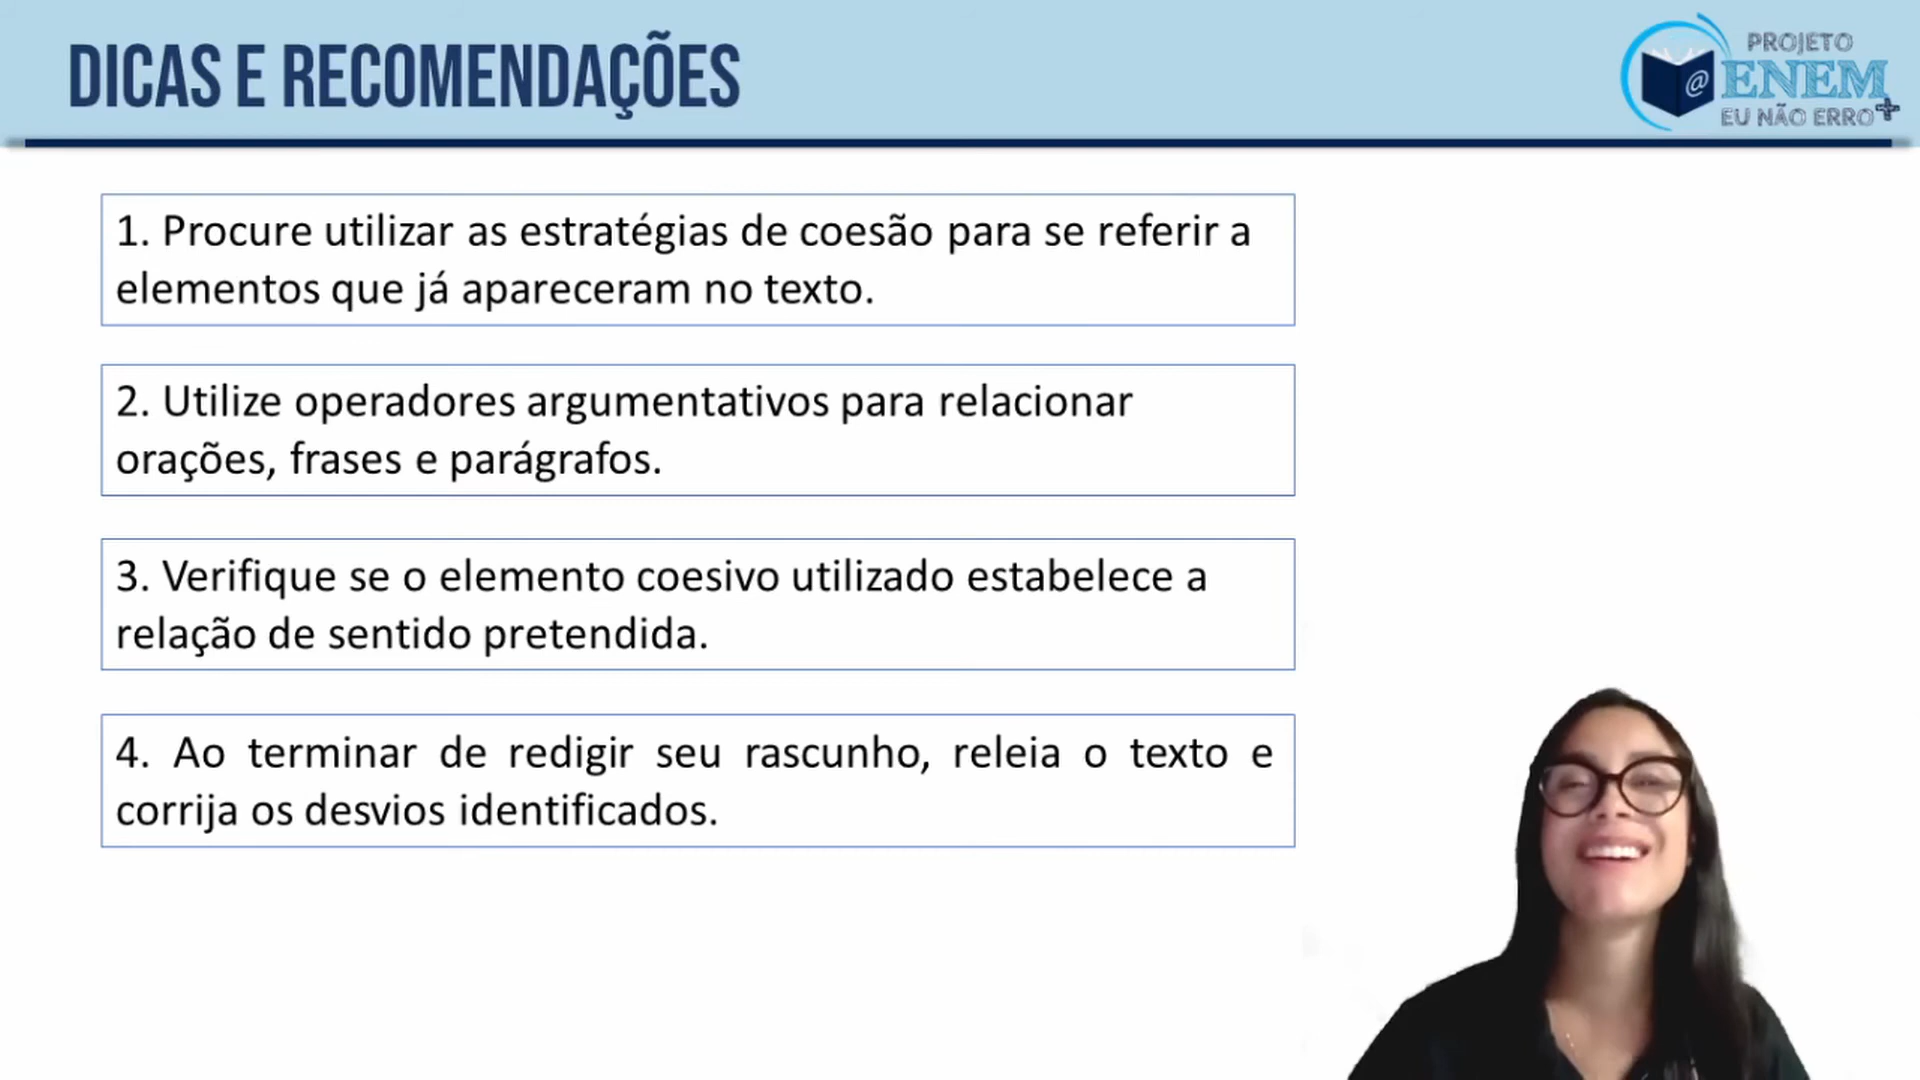 DICAS E RECOMENDAÇÕES
PROJETO
@ENEM
EU NÃO ERRO+
1. Procure utilizar as estratégias de coesão para se referir a
elementos que já apareceram no texto.
2. Utilize operadores argumentativos para relacionar
orações, frases e parágrafos.
3. Verifique se o elemento coesivo utilizado estabelece a
relação de sentido pretendida.
4. Ao terminar de redigir seu rascunho, releia o texto e
corrija os desvios identificados.